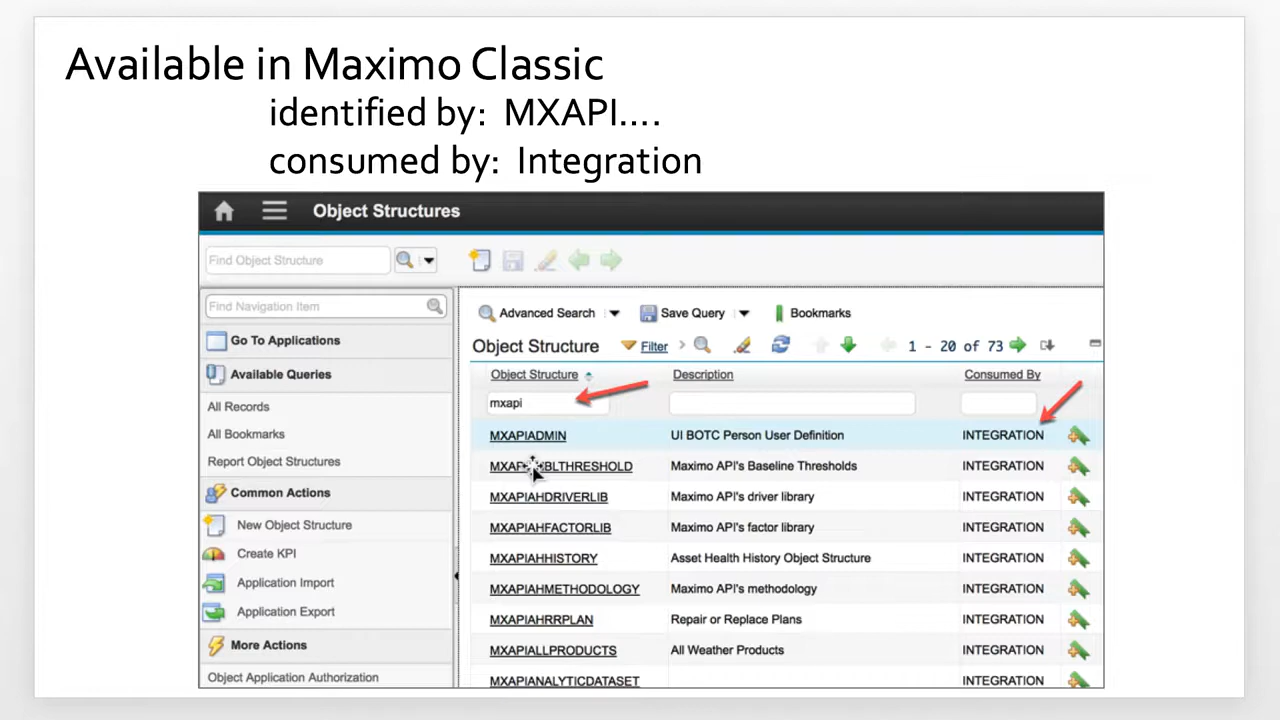 Available in Maximo Classic
identified by: MXAPI....
consumed by: Integration
Object Structures
Find Object Structure
Find Navigation Item
Go To Applications
Available Queries
All Records
All Bookmarks
Report Object Structures
Common Actions
New Object Structure
Create KPI
Application Import
Application Export
More Actions
Object Application Authorization
Advanced Search Save Query Bookmarks
Object Structure Filter 1 - 20 of 73
Object Structure Description Consumed By
mxapi
MXAPIADMIN UI BOTC Person User Definition INTEGRATION
Maximo API's Baseline Thresholds INTEGRATION
MXAPIAHDRIVERLIB Maximo API's driver library INTEGRATION
MXAPIAHFACTORLIB Maximo API's factor library INTEGRATION
MXAPIAHHISTORY Asset Health History Object Structure INTEGRATION
MXAPIAHMETHODOLOGY Maximo API's methodology INTEGRATION
MXAPIAHRRPLAN Repair or Replace Plans INTEGRATION
MXAPIALLPRODUCTS All Weather Products INTEGRATION
MXAPIANALYTICDATASET INTEGRATION